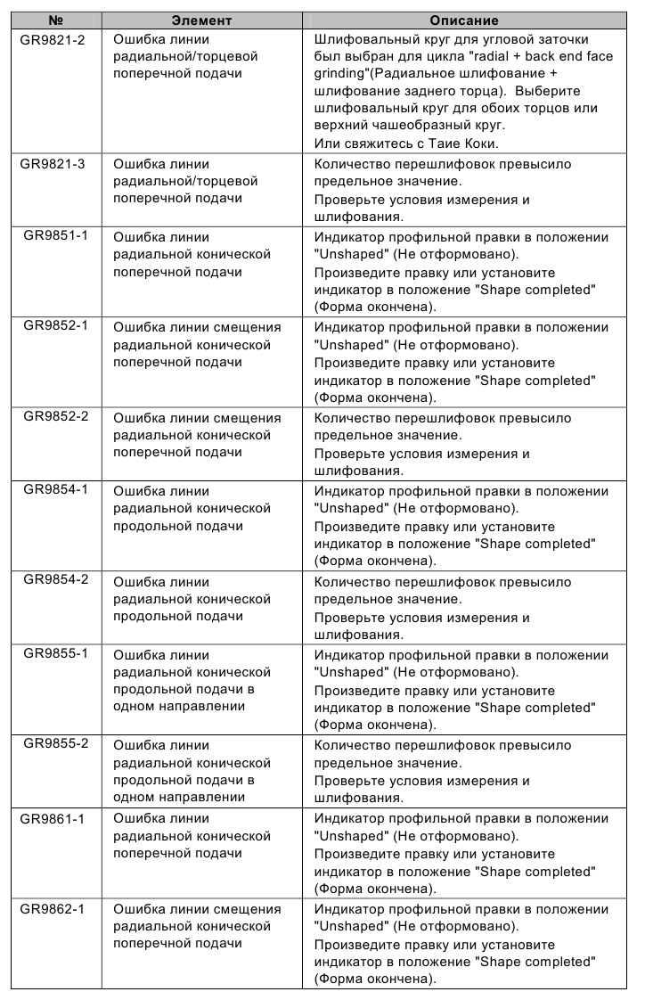 № Элемент Описание
GR9821-2 Ошибка линии Шлифовальный круг для угловой заточки
радиальной/торцевой был выбран для цикла "radial + back end face
поперечной подачи grinding"(Радиальное шлифование +
шлифование заднего торца). Выберите
шлифовальный круг для обоих торцов или
верхний чашеобразный круг.
Или свяжитесь с Таие Коки.
GR9821-3 Ошибка линии Количество перешлифовок превысило
радиальной/торцевой предельное значение.
поперечной подачи Проверьте условия измерения и
шлифования.
GR9851-1 Ошибка линии Индикатор профильной правки в положении
радиальной конической "Unshaped" (Не отформовано).
поперечной подачи Произведите правку или установите
индикатор в положение "Shape completed"
(Форма окончена).
GR9852-1 Ошибка линии смещения Индикатор профильной правки в положении
радиальной конической "Unshaped" (Не отформовано).
поперечной подачи Произведите правку или установите
индикатор в положение "Shape completed"
(Форма окончена).
GR9852-2 Ошибка линии смещения Количество перешлифовок превысило
радиальной конической предельное значение.
поперечной подачи Проверьте условия измерения и
шлифования.
GR9854-1 Ошибка линии Индикатор профильной правки в положении
радиальной конической "Unshaped" (Не отформовано).
продольной подачи Произведите правку или установите
индикатор в положение "Shape completed"
(Форма окончена).
GR9854-2 Ошибка линии Количество перешлифовок превысило
радиальной конической предельное значение.
продольной подачи Проверьте условия измерения и
шлифования.
GR9855-1 Ошибка линии Индикатор профильной правки в положении
радиальной конической "Unshaped" (Не отформовано).
продольной подачи в Произведите правку или установите
одном направлении индикатор в положение "Shape completed"
(Форма окончена).
GR9855-2 Ошибка линии Количество перешлифовок превысило
радиальной конической предельное значение.
продольной подачи в Проверьте условия измерения и
одном направлении шлифования.
GR9861-1 Ошибка линии Индикатор профильной правки в положении
радиальной конической "Unshaped" (Не отформовано).
поперечной подачи Произведите правку или установите
индикатор в положение "Shape completed"
(Форма окончена).
GR9862-1 Ошибка линии смещения Индикатор профильной правки в положении
радиальной конической "Unshaped" (Не отформовано).
поперечной подачи Произведите правку или установите
индикатор в положение "Shape completed"
(Форма окончена).